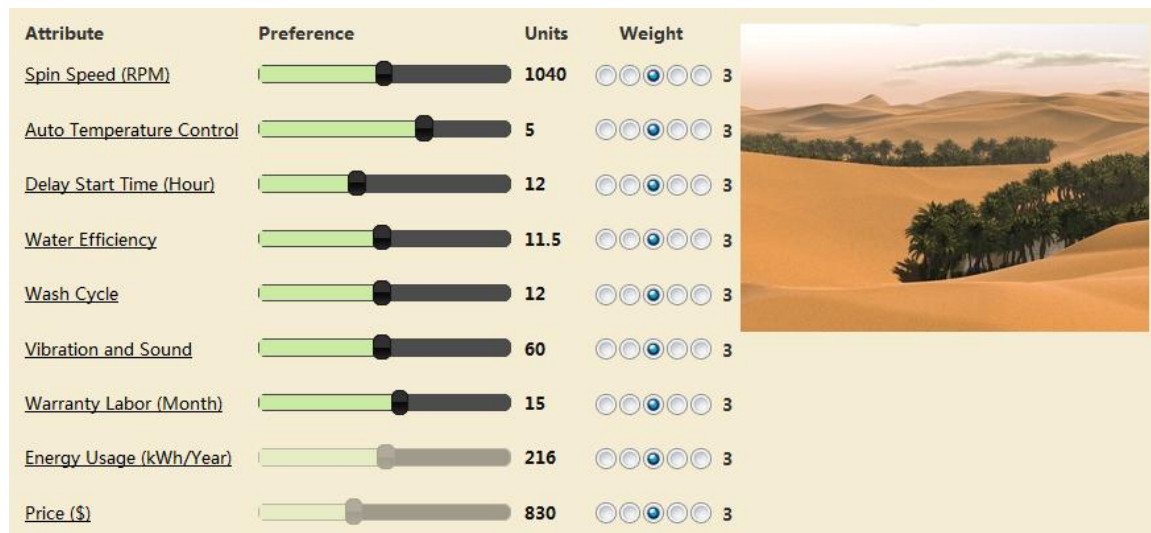 Attribute Preference Units Weight
Spin Speed (RPM) 1040 3
Auto Temperature Control 5 3
Delay Start Time (Hour) 12 3
Water Efficiency 11.5 3
Wash Cycle 12 3
Vibration and Sound 60 3
Warranty Labor (Month) 15 3
Energy Usage (kWh/Year) 216 3
Price ($) 830 3